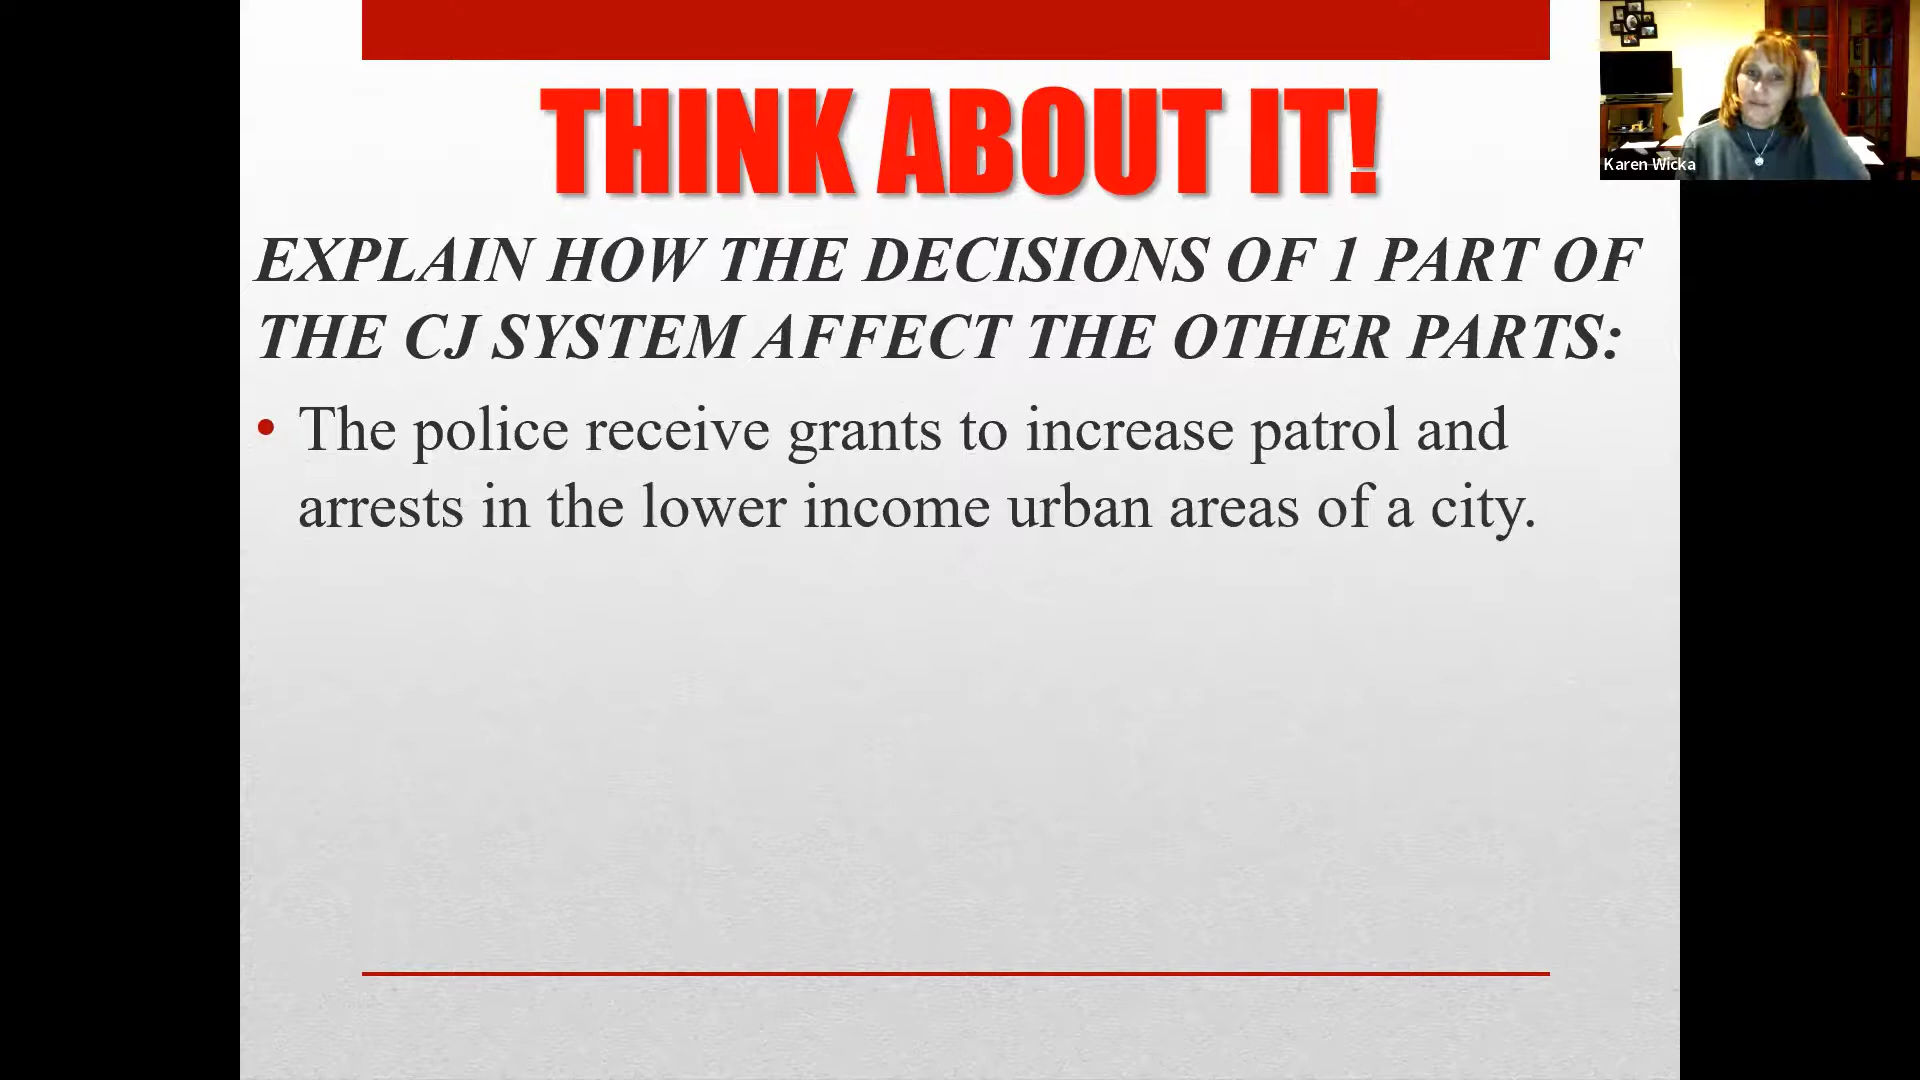 THINK ABOUT IT!
EXPLAIN HOW THE DECISIONS OF 1 PART OF
THE CJ SYSTEM AFFECT THE OTHER PARTS:
• The police receive grants to increase patrol and
arrests in the lower income urban areas of a city.
Karen Wicka